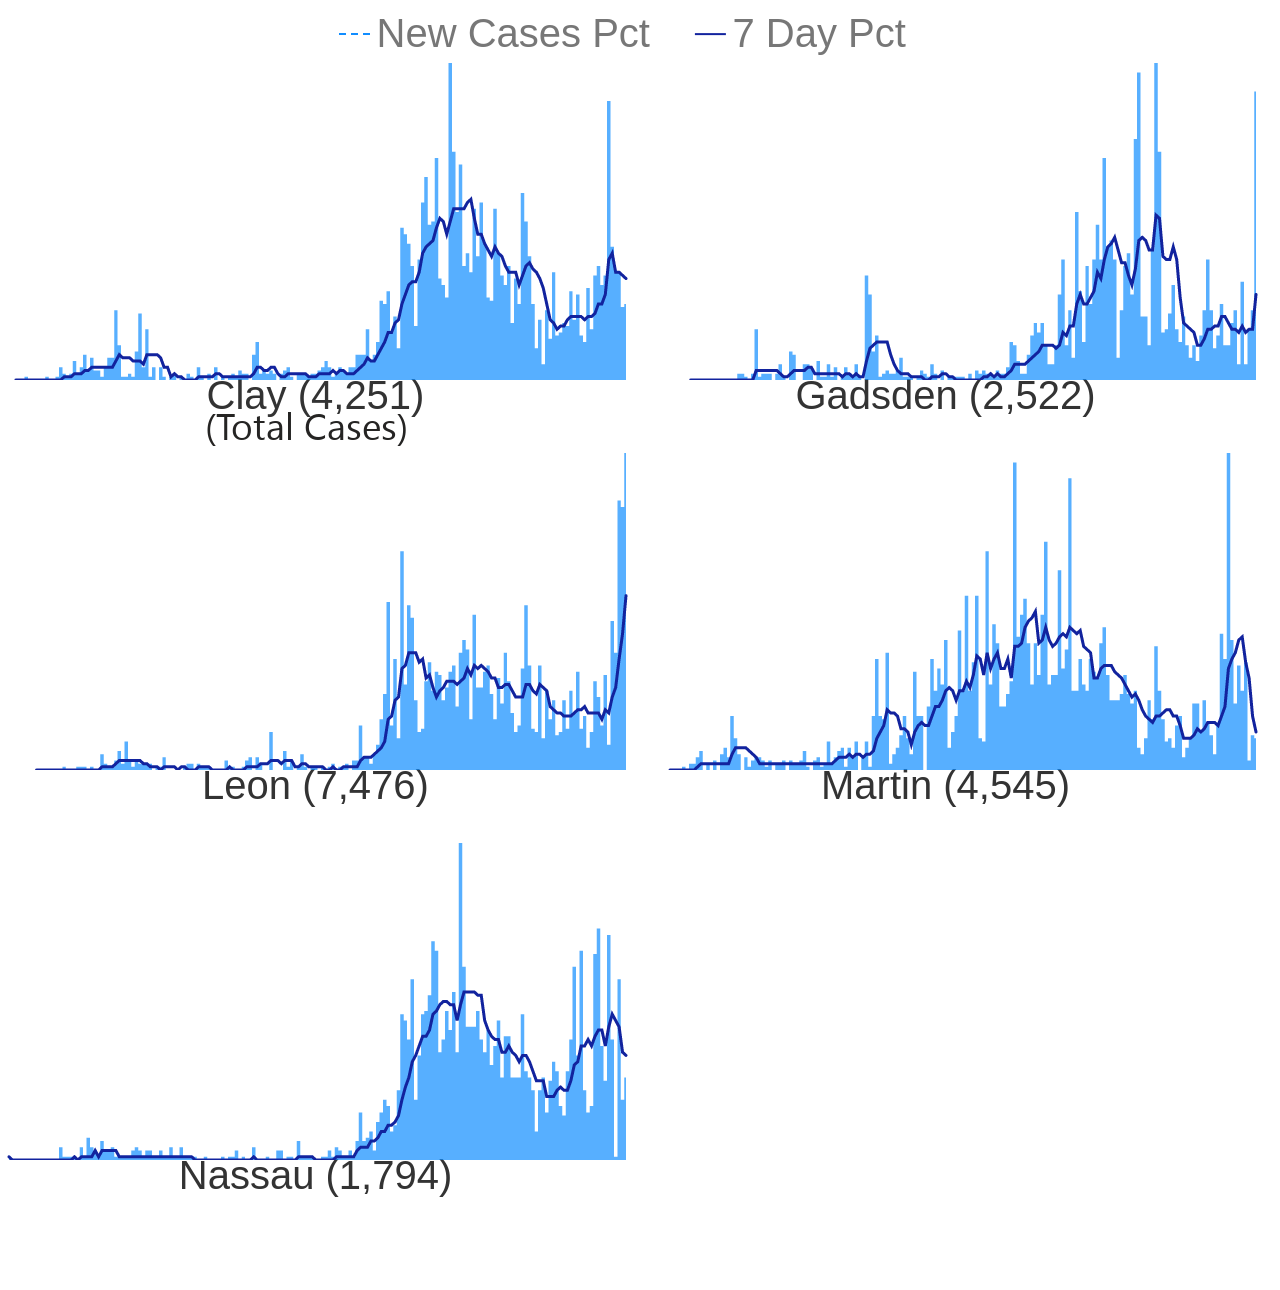 New Cases Pct 7 Day Pct
Clay (4,251)
(Total Cases)
Gadsden (2,522)
Leon (7,476)
Martin (4,545)
Nassau (1,794)